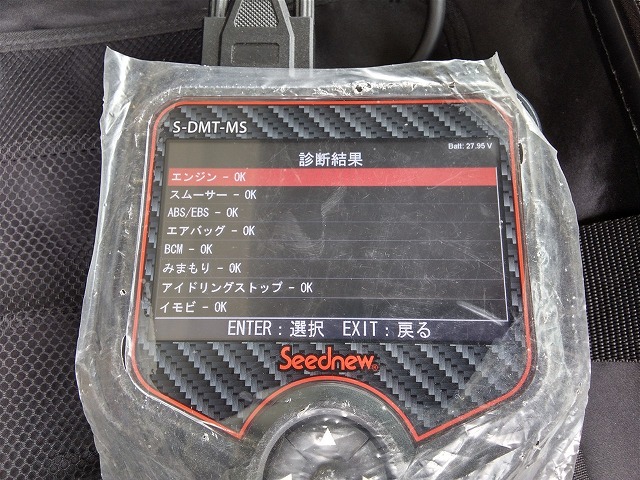 S-DMT-MS
Batt: 27.95 V
診断結果
エンジン - OK
スムーサー - OK
ABS/EBS - OK
エアバッグ - OK
BCM - OK
みまもり - OK
アイドリングストップ - OK
イモビ - OK
ENTER：選択 EXIT：戻る
Seednew®